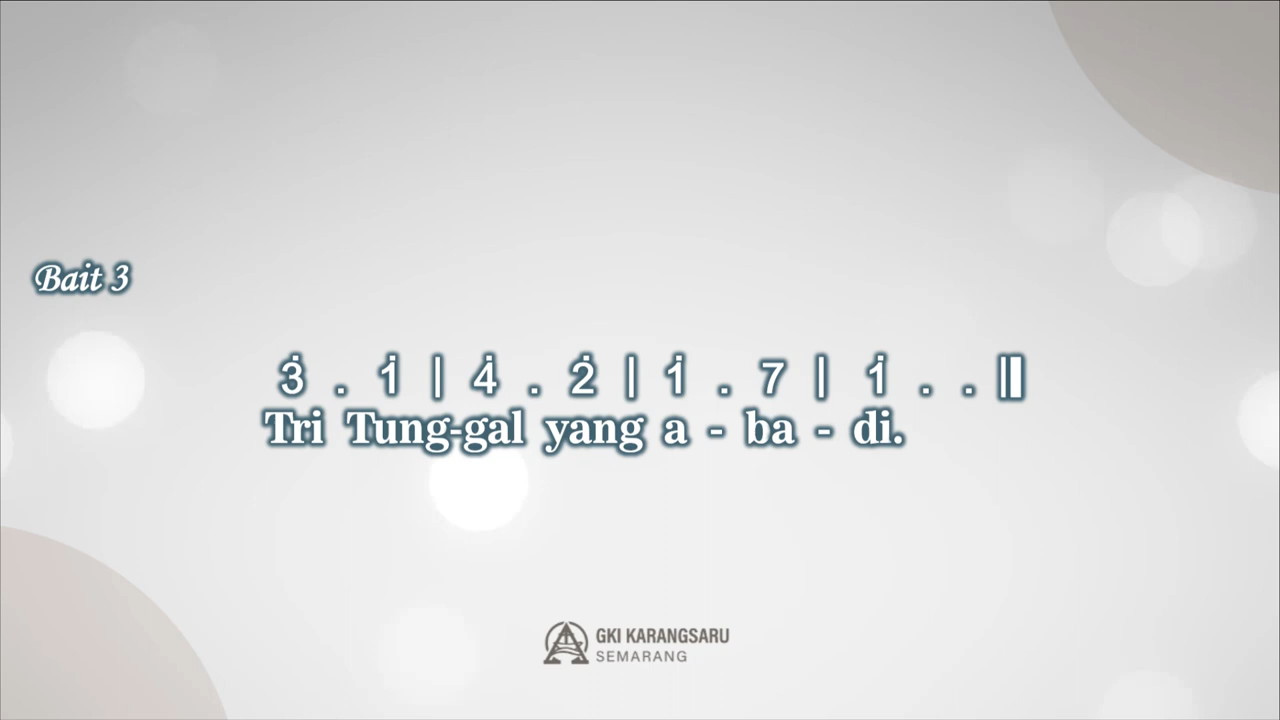 Bait 3
3̇ . 1̇ | 4̇ . 2̇ | 1̇ . 7 | 1̇ . . ‖
Tri Tung-gal yang a - ba - di.
GKI KARANGSARU
SEMARANG